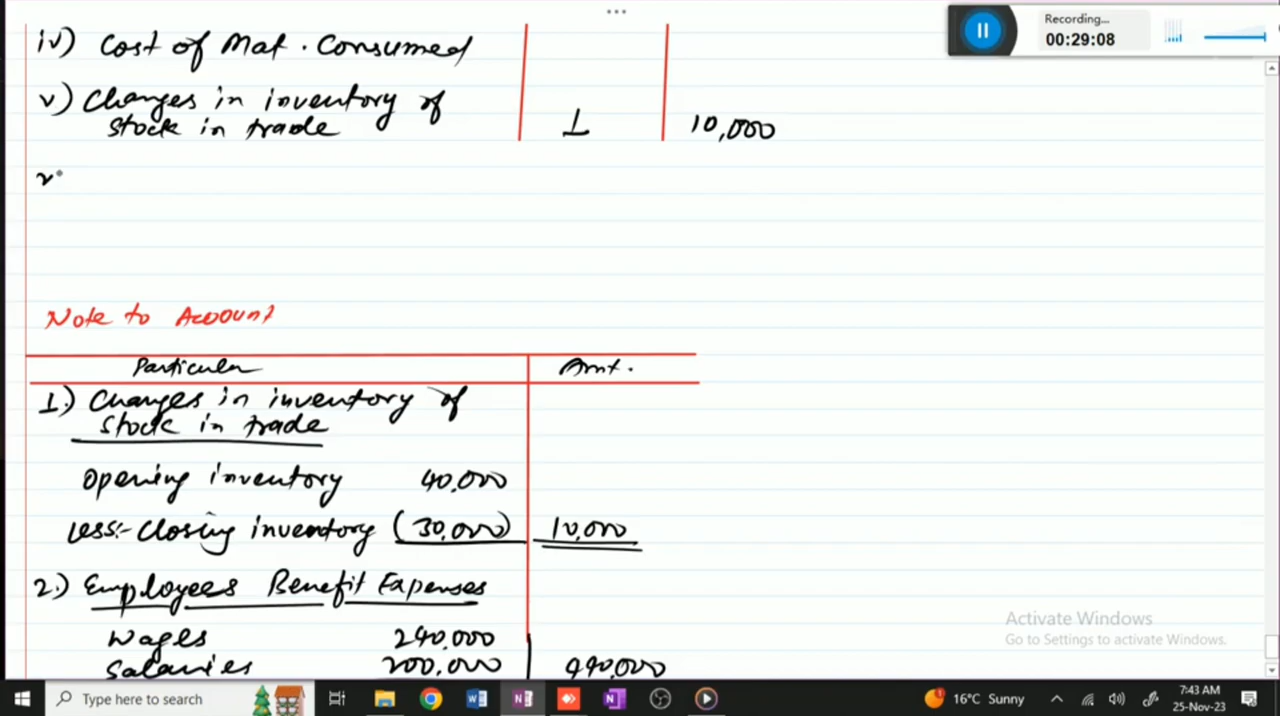 Recording...
00:29:08
iv) Cost of Mat. Consumed
v) Changes in inventory of
stock in trade 1 10,000
v
Note to Account
Particular Amt.
1.) Changes in inventory of
stock in trade
Opening inventory 40,000
Less:- Closing inventory (30,000) 10,000
2.) Employees Benefit Expenses
Wages 240,000
Salaries 200,000 440,000
Activate Windows
Go to Settings to activate Windows.
Type here to search
16°C Sunny
7:43 AM
25-Nov-23